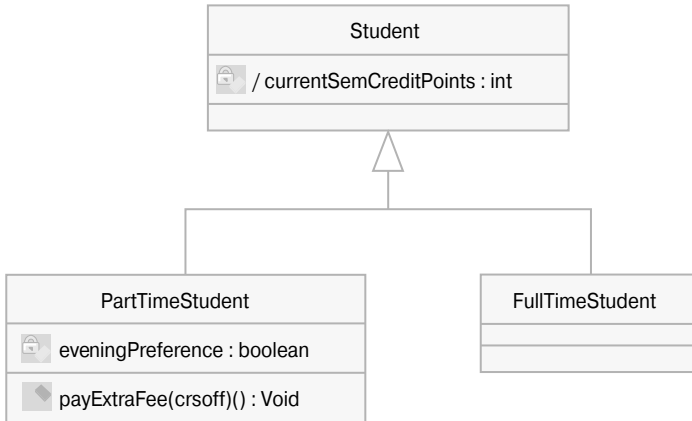 Student
/ currentSemCreditPoints : int
PartTimeStudent
FullTimeStudent
eveningPreference : boolean
payExtraFee(crsoff)() : Void